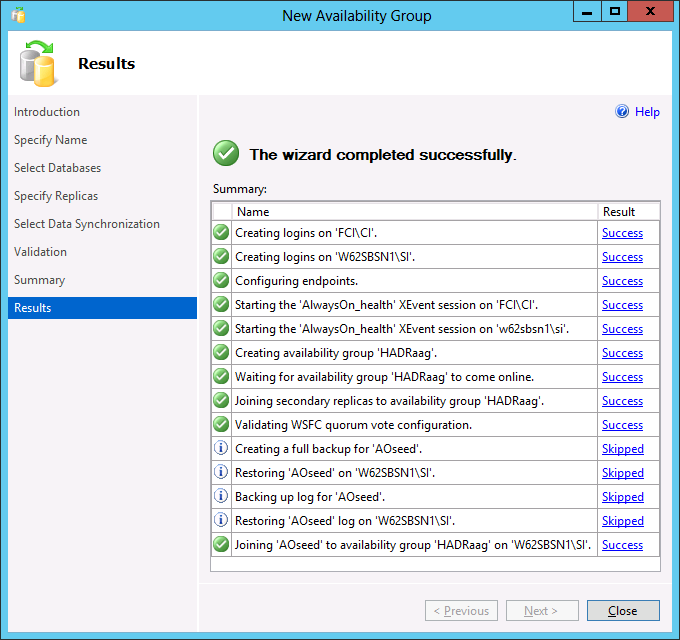 New Availability Group
Results
Introduction
Specify Name
Select Databases
Specify Replicas
Select Data Synchronization
Validation
Summary
Results
Help
The wizard completed successfully.
Summary:
Name Result
Creating logins on 'FCI\CI'. Success
Creating logins on 'W62SBSN1\SI'. Success
Configuring endpoints. Success
Starting the 'AlwaysOn_health' XEvent session on 'FCI\CI'. Success
Starting the 'AlwaysOn_health' XEvent session on 'w62sbsn1\si'. Success
Creating availability group 'HADRaag'. Success
Waiting for availability group 'HADRaag' to come online. Success
Joining secondary replicas to availability group 'HADRaag'. Success
Validating WSFC quorum vote configuration. Success
Creating a full backup for 'AOseed'. Skipped
Restoring 'AOseed' on 'W62SBSN1\SI'. Skipped
Backing up log for 'AOseed'. Skipped
Restoring 'AOseed' log on 'W62SBSN1\SI'. Skipped
Joining 'AOseed' to availability group 'HADRaag' on 'W62SBSN1\SI'. Success
< Previous Next > Close